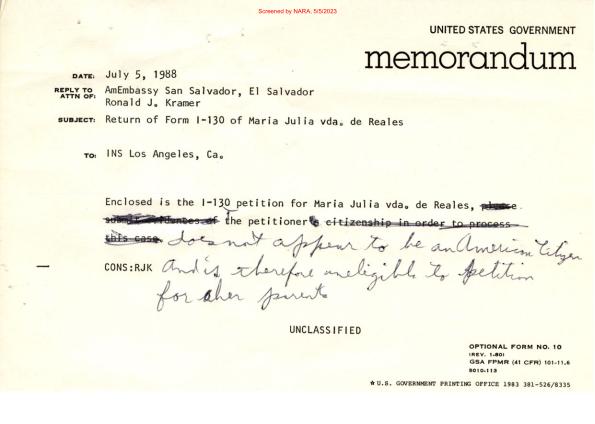 Screened by NARA, 5/5/2023
UNITED STATES GOVERNMENT
memorandum
DATE: July 5, 1988
REPLY TO ATTN OF: AmEmbassy San Salvador, El Salvador
Ronald J. Kramer
SUBJECT: Return of Form I-130 of Maria Julia vda. de Reales
TO: INS Los Angeles, Ca.
Enclosed is the I-130 petition for Maria Julia vda. de Reales, please
submit evidences of the petitioner's citizenship in order to process
this case. does not appear to be an American Citizen
CONS:RJK And is therefore ineligible to petition
for her parents
UNCLASSIFIED
OPTIONAL FORM NO. 10
(REV. 1-80)
GSA FPMR (41 CFR) 101-11.6
5010-113
★ U.S. GOVERNMENT PRINTING OFFICE 1983 381-526/8335